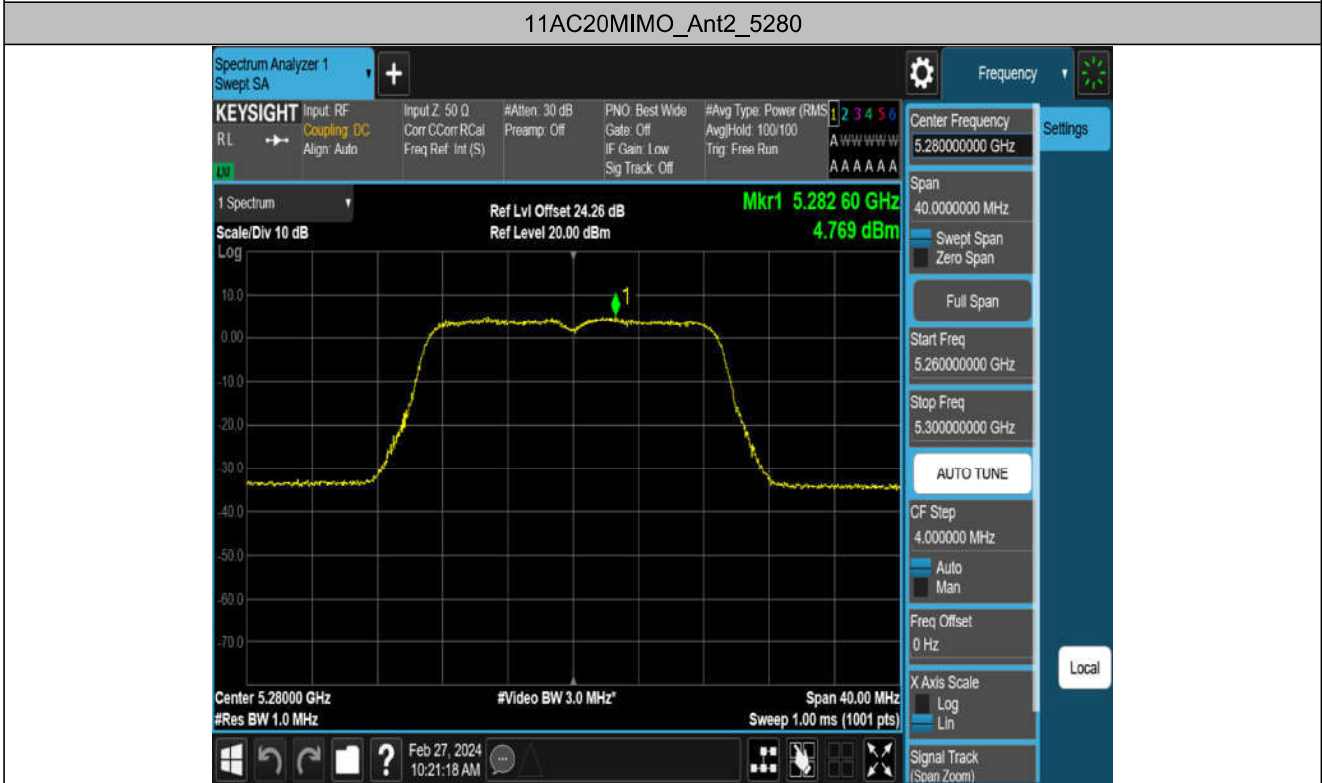 11AC20MIMO_Ant2_5280
Spectrum Analyzer 1
Swept SA
+
Frequency
KEYSIGHT
RL
LXI
Input: RF
Coupling: DC
Align: Auto
Input Z: 50 Ω
Corr CCorr RCal
Freq Ref: Int (S)
#Atten: 30 dB
Preamp: Off
PNO: Best Wide
Gate: Off
IF Gain: Low
Sig Track: Off
#Avg Type: Power (RMS
Avg|Hold: 100/100
Trig: Free Run
1 2 3 4 5 6
A W W W W W
A A A A A A
1 Spectrum
Scale/Div 10 dB
Ref Lvl Offset 24.26 dB
Ref Level 20.00 dBm
Mkr1 5.282 60 GHz
4.769 dBm
Log
10.0
0.00
-10.0
-20.0
-30.0
-40.0
-50.0
-60.0
-70.0
1
Center 5.28000 GHz
#Res BW 1.0 MHz
#Video BW 3.0 MHz*
Span 40.00 MHz
Sweep 1.00 ms (1001 pts)
?
Feb 27, 2024
10:21:18 AM
Center Frequency
5.280000000 GHz
Settings
Span
40.0000000 MHz
Swept Span
Zero Span
Full Span
Start Freq
5.260000000 GHz
Stop Freq
5.300000000 GHz
AUTO TUNE
CF Step
4.000000 MHz
Auto
Man
Freq Offset
0 Hz
X Axis Scale
Log
Lin
Local
Signal Track
(Span Zoom)